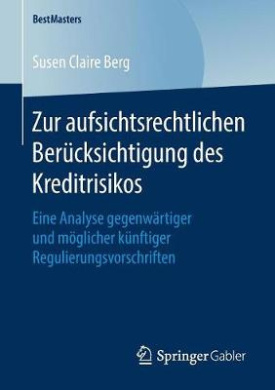 BestMasters
Susen Claire Berg
Zur aufsichtsrechtlichen
Berücksichtigung des
Kreditrisikos
Eine Analyse gegenwärtiger
und möglicher künftiger
Regulierungsvorschriften
Springer Gabler